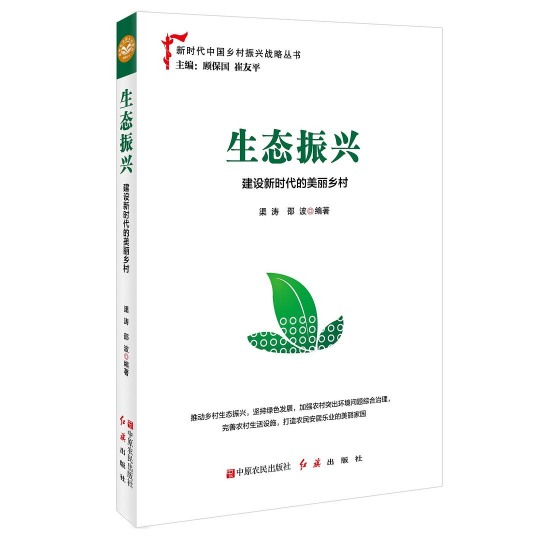 新时代中国乡村振兴战略丛书
主编：顾保国 崔友平
生态振兴
建设新时代的美丽乡村
渠涛 邵波◎编著
推动乡村生态振兴，坚持绿色发展，加强农村突出环境问题综合治理，
完善农村生活设施，打造农民安居乐业的美丽家园
中原农民出版社 红旗出版社
生态振兴
建设新时代的美丽乡村
渠涛 邵波◎编著
红旗出版社
中原农民出版社